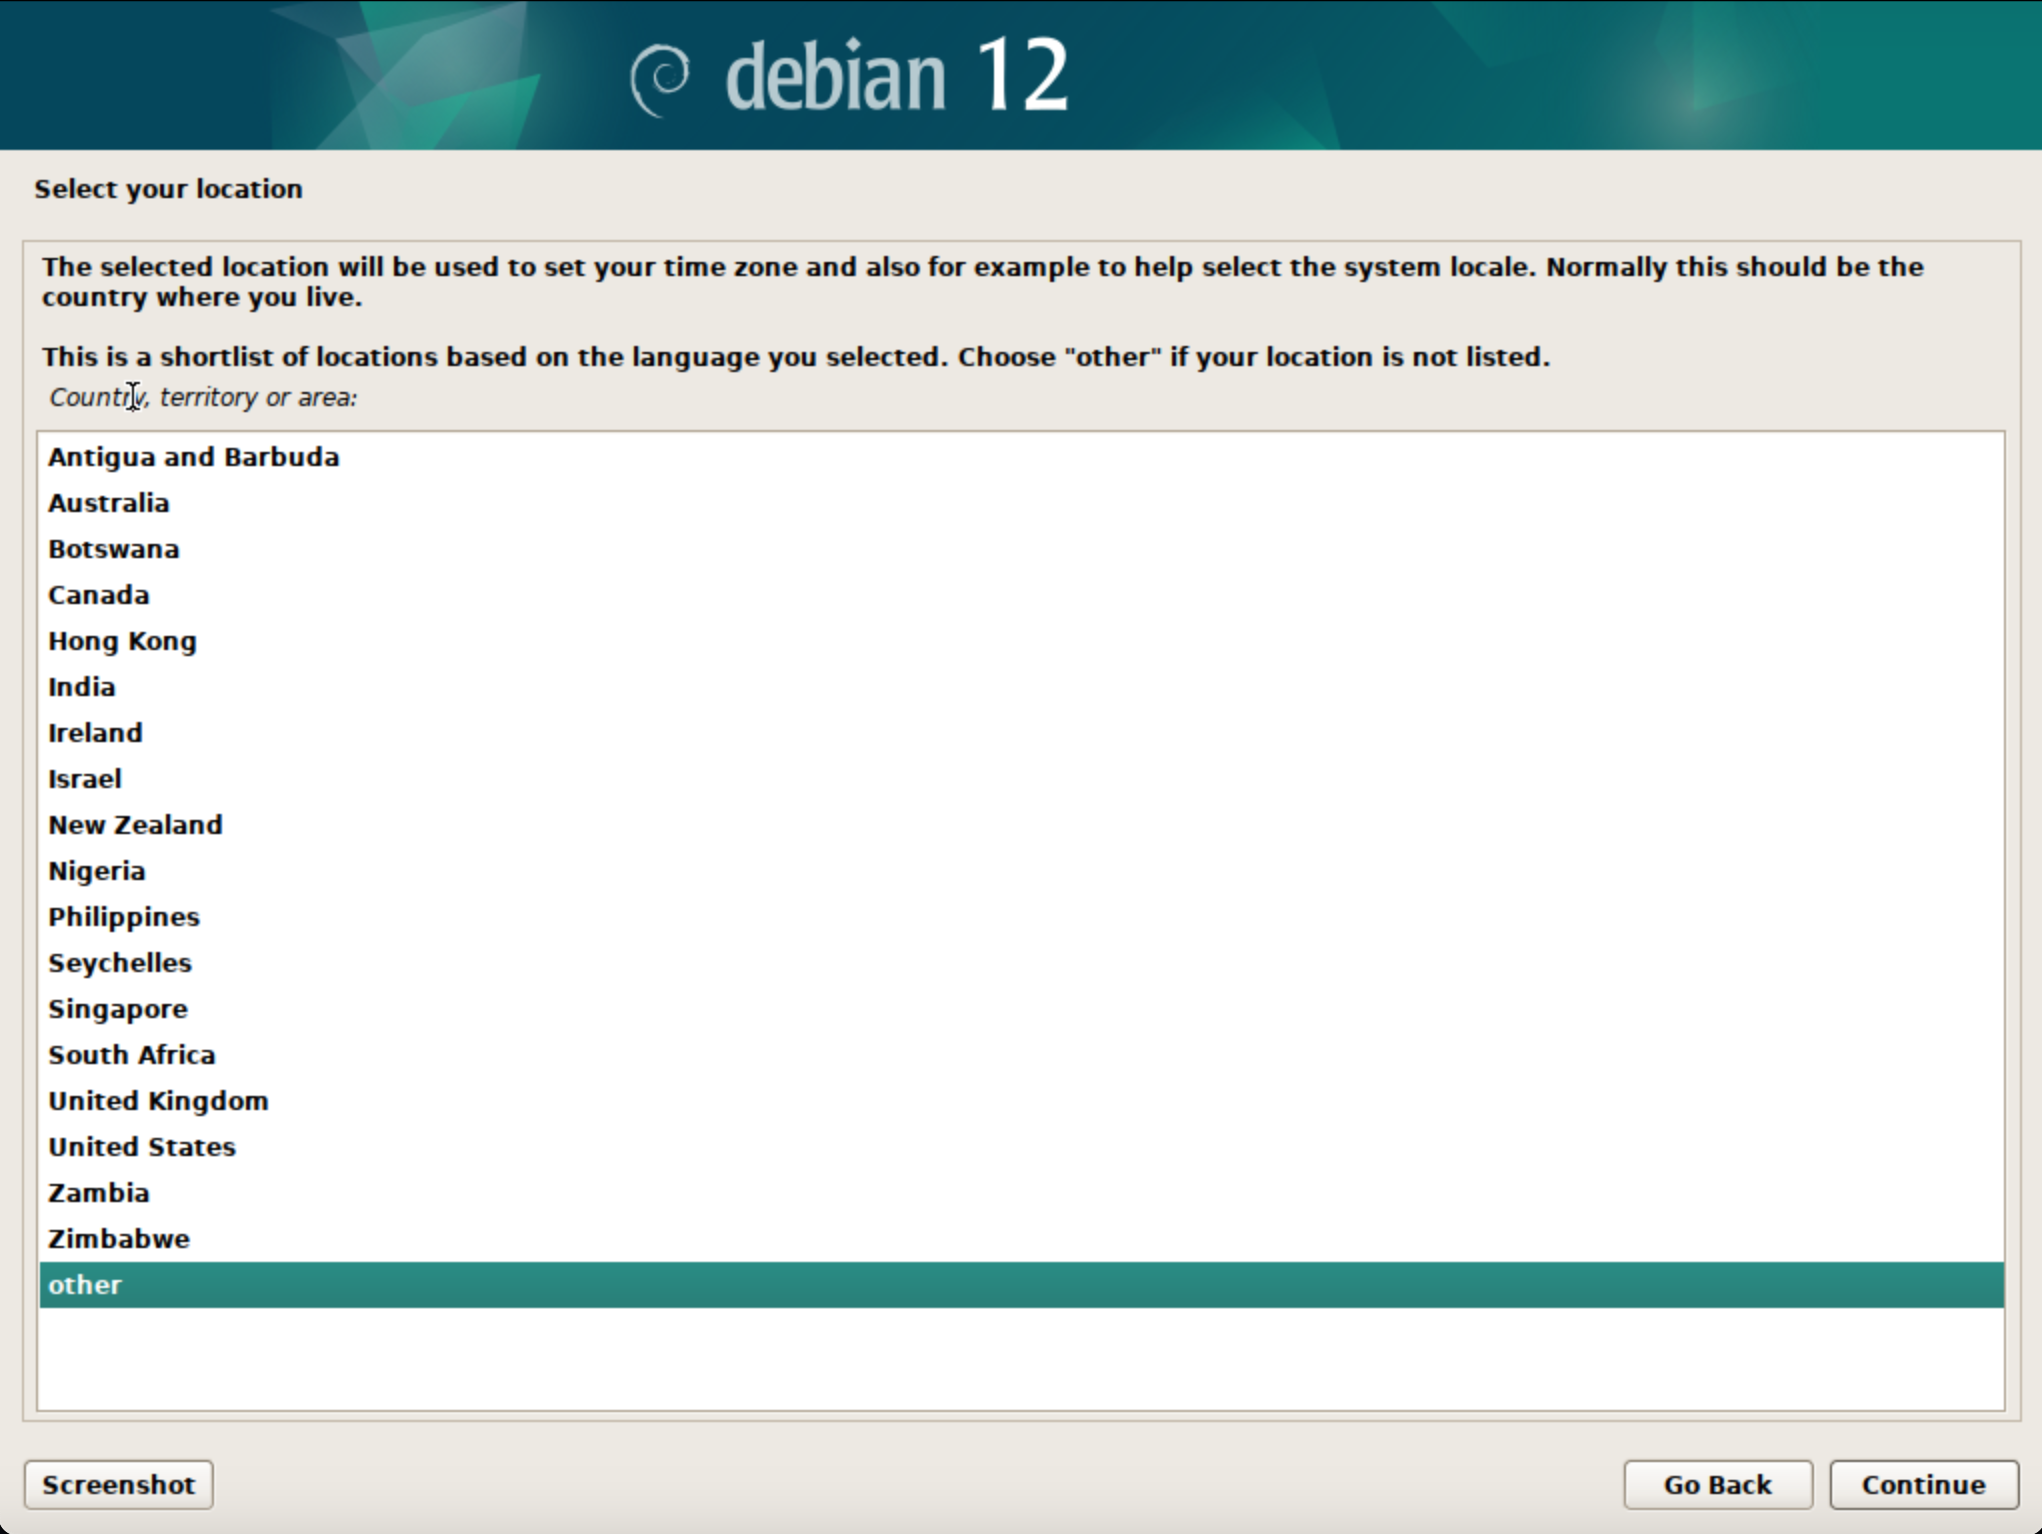 debian 12
Select your location
The selected location will be used to set your time zone and also for example to help select the system locale. Normally this should be the
country where you live.
This is a shortlist of locations based on the language you selected. Choose "other" if your location is not listed.
Country, territory or area:
Antigua and Barbuda
Australia
Botswana
Canada
Hong Kong
India
Ireland
Israel
New Zealand
Nigeria
Philippines
Seychelles
Singapore
South Africa
United Kingdom
United States
Zambia
Zimbabwe
other
Screenshot
Go Back
Continue